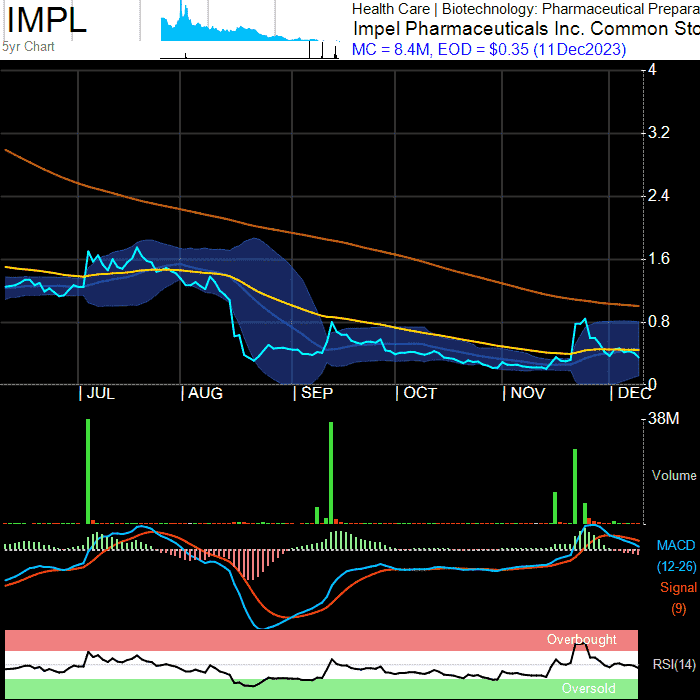 IMPL
5yr Chart
Health Care | Biotechnology: Pharmaceutical Prepara
Impel Pharmaceuticals Inc. Common Sto
MC = 8.4M, EOD = $0.35 (11Dec2023)
4
3.2
2.4
1.6
0.8
0
JUL AUG SEP OCT NOV DEC
38M
Volume
MACD
(12-26)
Signal
(9)
Overbought
RSI(14)
Oversold